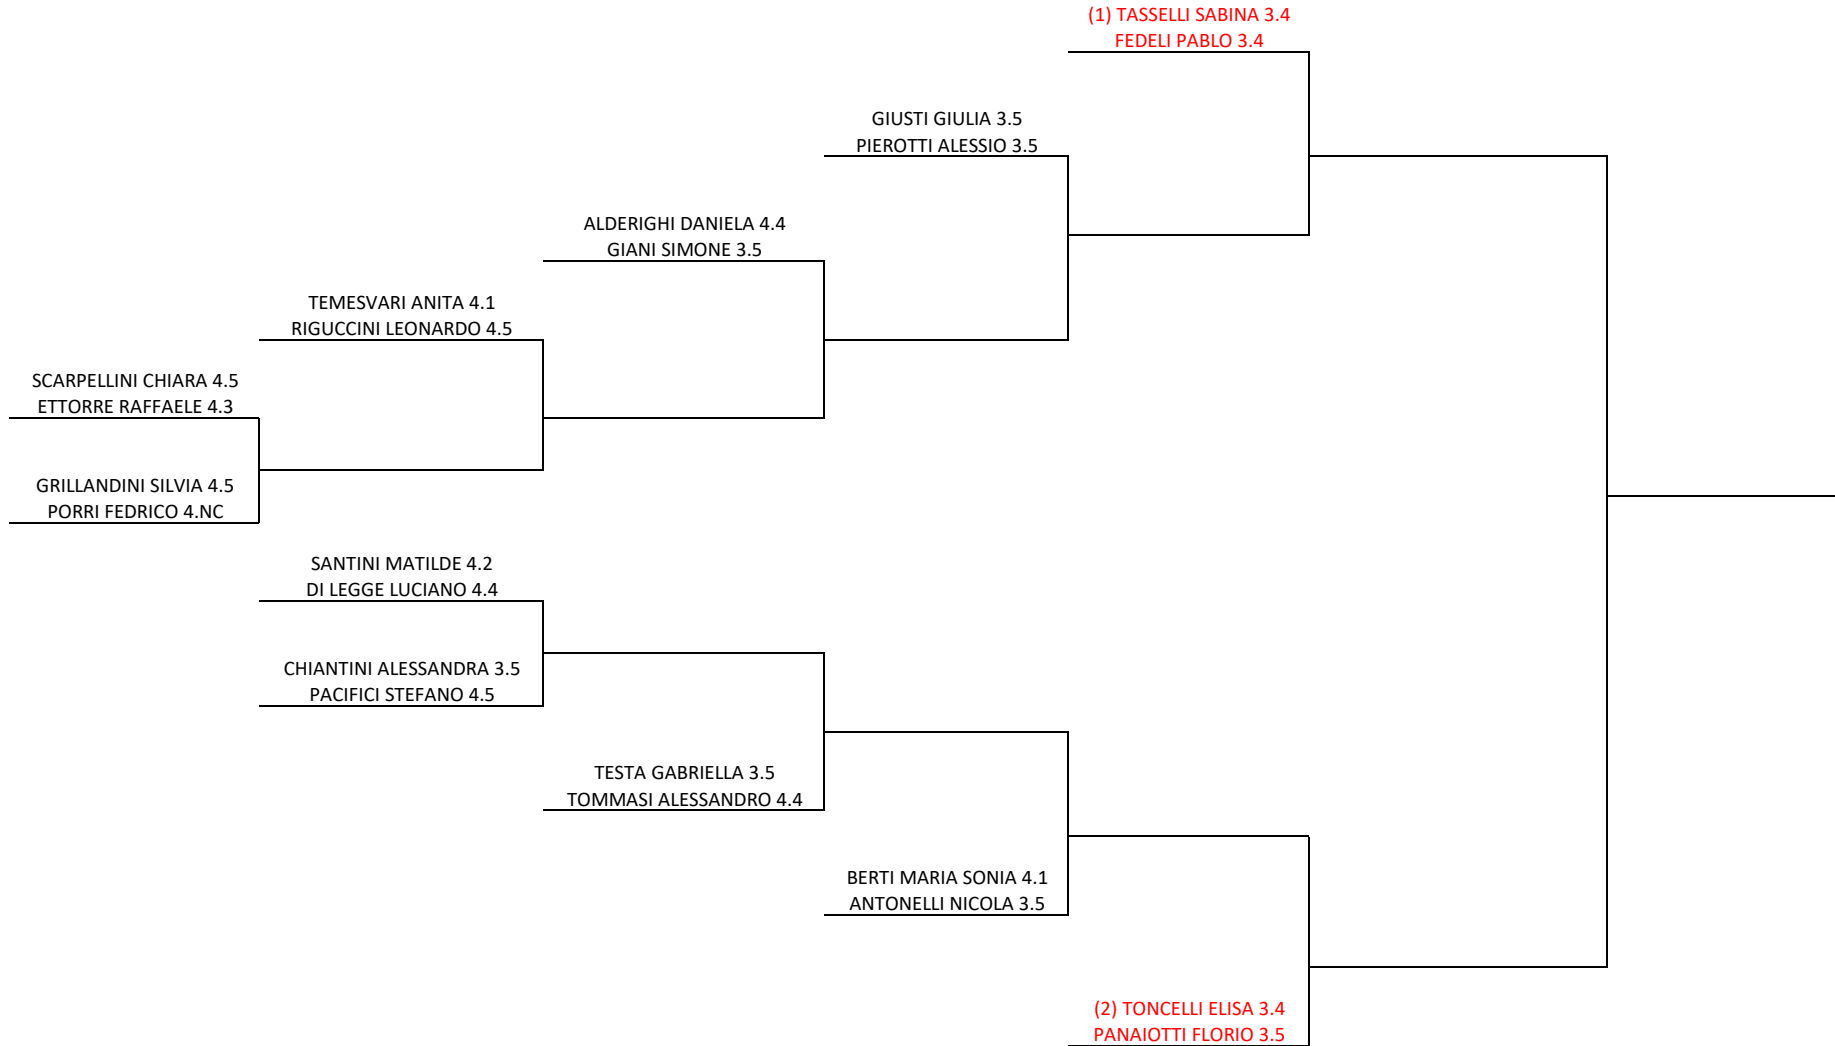 (1) TASSELLI SABINA 3.4
FEDELI PABLO 3.4
GIUSTI GIULIA 3.5
PIEROTTI ALESSIO 3.5
ALDERIGHI DANIELA 4.4
GIANI SIMONE 3.5
TEMESVARI ANITA 4.1
RIGUCCINI LEONARDO 4.5
SCARPELLINI CHIARA 4.5
ETTORRE RAFFAELE 4.3
GRILLANDINI SILVIA 4.5
PORRI FEDRICO 4.NC
SANTINI MATILDE 4.2
DI LEGGE LUCIANO 4.4
CHIANTINI ALESSANDRA 3.5
PACIFICI STEFANO 4.5
TESTA GABRIELLA 3.5
TOMMASI ALESSANDRO 4.4
BERTI MARIA SONIA 4.1
ANTONELLI NICOLA 3.5
(2) TONCELLI ELISA 3.4
PANAIOTTI FLORIO 3.5